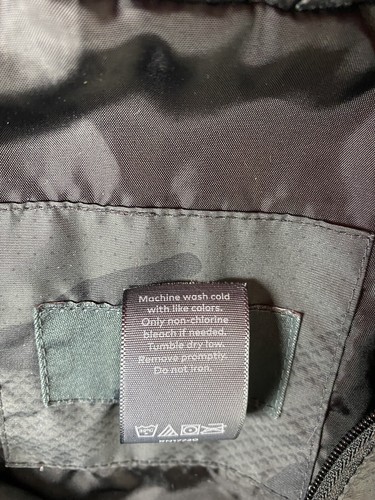 Machine wash cold
with like colors.
Only non-chlorine
bleach if needed.
Tumble dry low.
Remove promptly.
Do not iron.